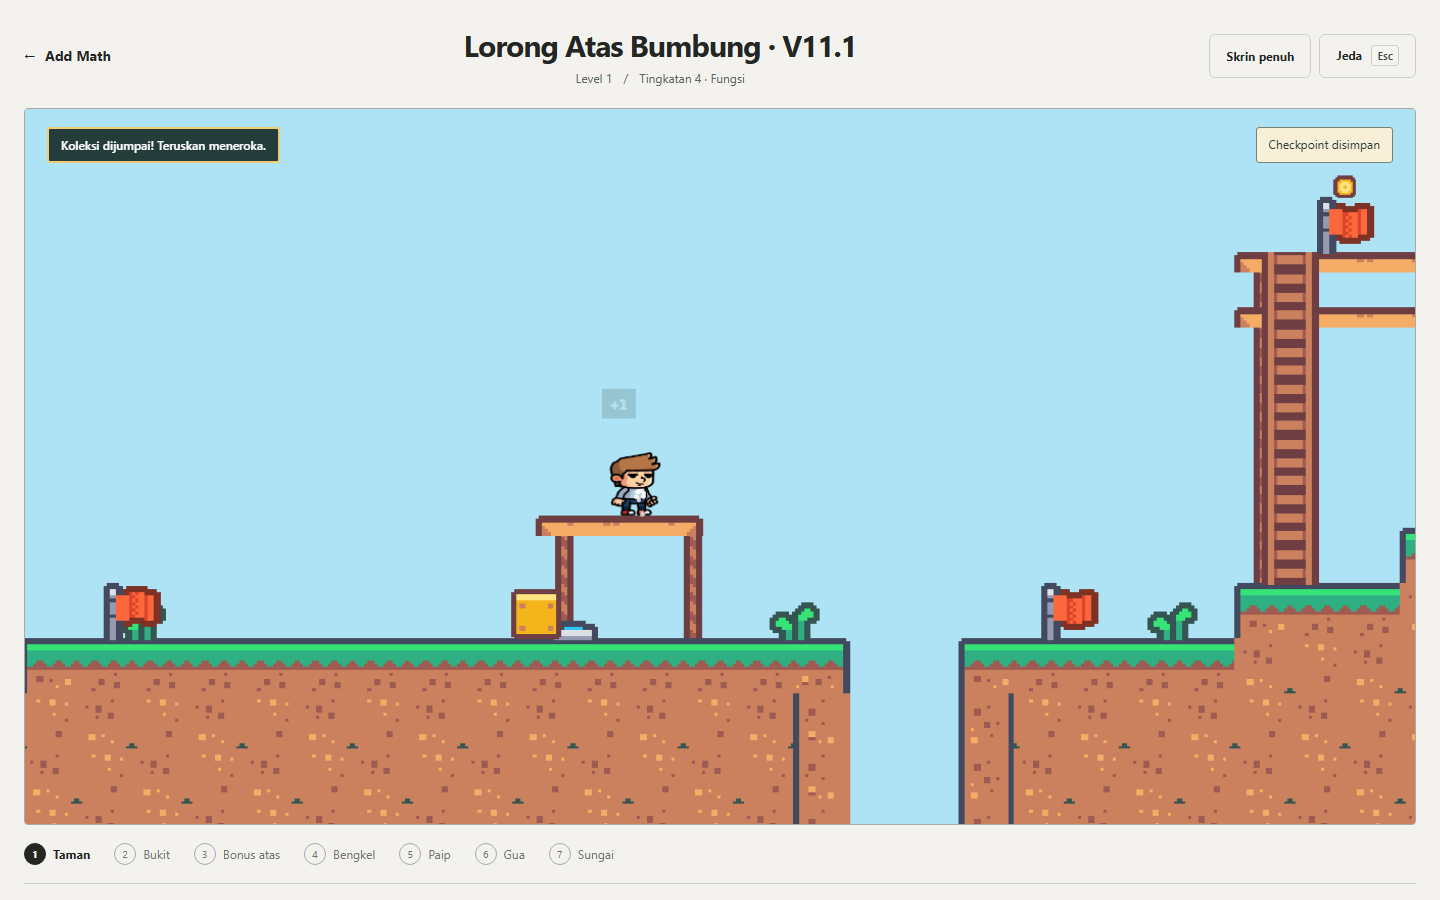 ← Add Math
Lorong Atas Bumbung · V11.1
Level 1 / Tingkatan 4 · Fungsi
Skrin penuh
Jeda Esc
Koleksi dijumpai! Teruskan meneroka.
Checkpoint disimpan
+1
1 Taman
2 Bukit
3 Bonus atas
4 Bengkel
5 Paip
6 Gua
7 Sungai